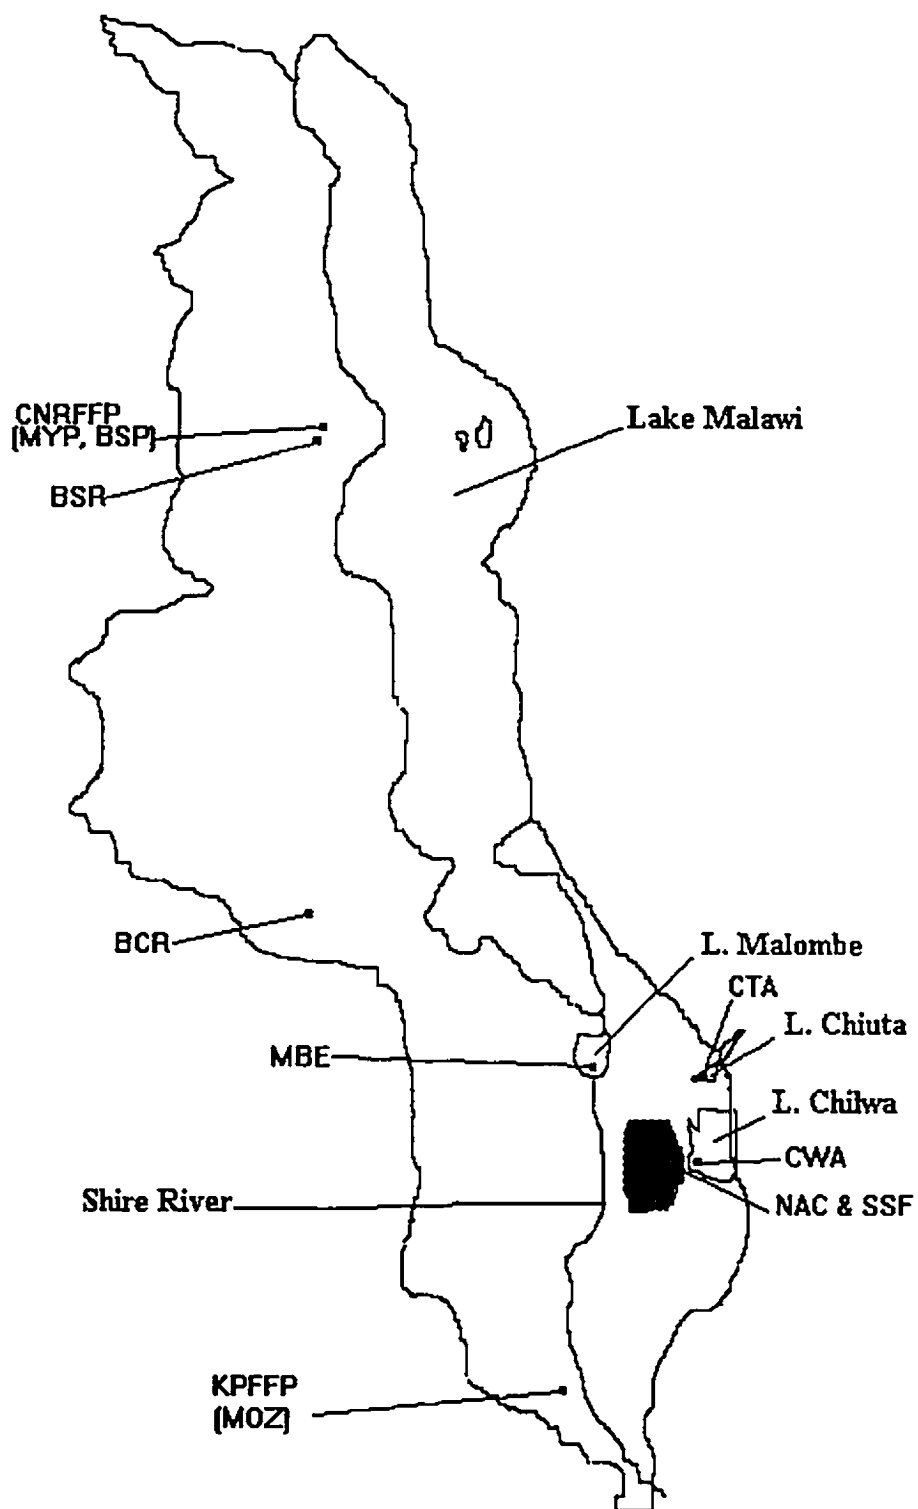 CNRFFP
(MYP, BSP)
Lake Malawi
BSR
BCR
L. Malombe
CTA
L. Chiuta
MBE
L. Chilwa
CWA
Shire River
NAC & SSF
KPFFP
(MOZ)